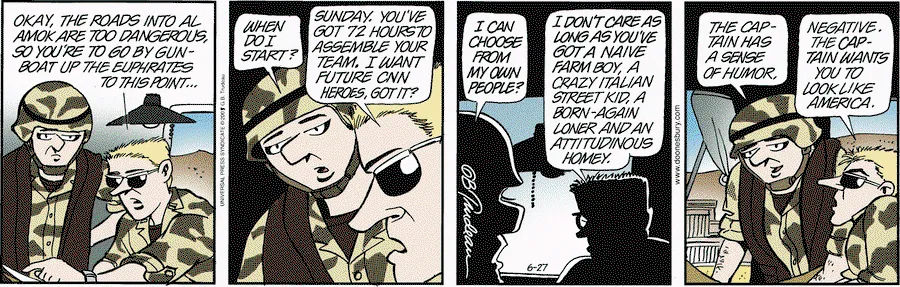 OKAY, THE ROADS INTO AL
AMOK ARE TOO DANGEROUS,
SO YOU'RE TO GO BY GUN-
BOAT UP THE EUPHRATES
TO THIS POINT...
UNIVERSAL PRESS SYNDICATE
WHEN
DO I
START?
SUNDAY. YOU'VE
GOT 72 HOURS TO
ASSEMBLE YOUR
TEAM. I WANT
FUTURE CNN
HEROES, GOT IT?
I CAN
CHOOSE
FROM
MY OWN
PEOPLE?
I DON'T CARE AS
LONG AS YOU'VE
GOT A NAIVE
FARM BOY, A
CRAZY ITALIAN
STREET KID, A
BORN-AGAIN
LONER AND AN
ATTITUDINOUS
HOMEY.
GBTrudeau
6-27
www.doonesbury.com
THE CAP-
TAIN HAS
A SENSE
OF HUMOR.
NEGATIVE.
THE CAP-
TAIN WANTS
YOU TO
LOOK LIKE
AMERICA.